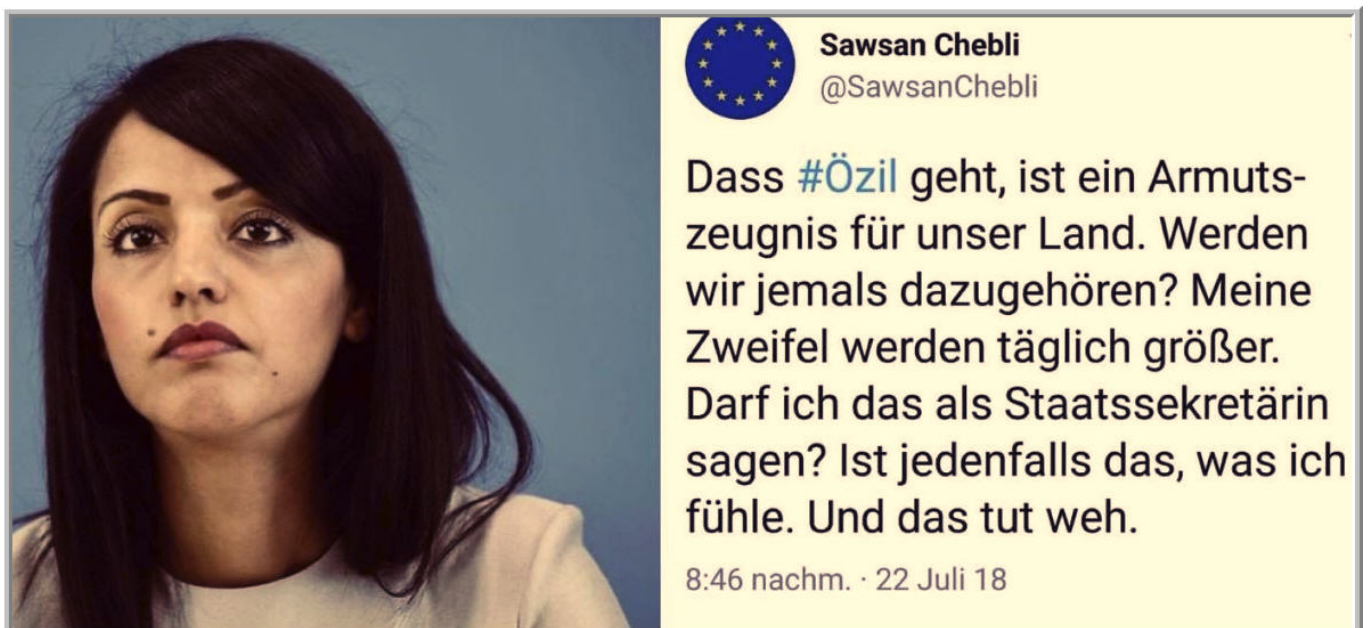 Sawsan Chebli
@SawsanChebli
Dass #Özil geht, ist ein Armuts-
zeugnis für unser Land. Werden
wir jemals dazugehören? Meine
Zweifel werden täglich größer.
Darf ich das als Staatssekretärin
sagen? Ist jedenfalls das, was ich
fühle. Und das tut weh.
8:46 nachm. · 22 Juli 18